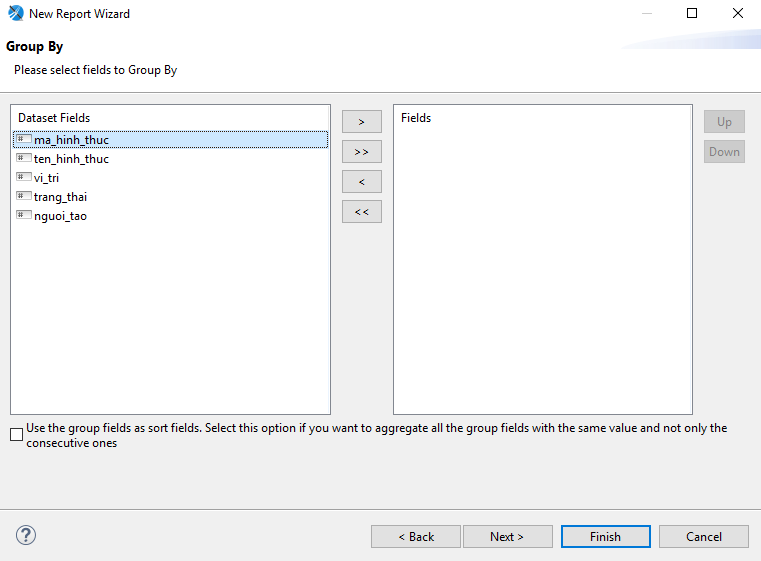 New Report Wizard
Group By
Please select fields to Group By
Dataset Fields
ma_hinh_thuc
ten_hinh_thuc
vi_tri
trang_thai
nguoi_tao
>
>>
<
<<
Fields
Up
Down
Use the group fields as sort fields. Select this option if you want to aggregate all the group fields with the same value and not only the
consecutive ones
?
< Back
Next >
Finish
Cancel